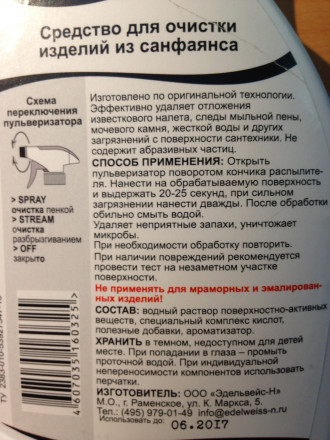 Средство для очистки
изделий из санфаянса
Схема
переключения
пульверизатора
> SPRAY
очистка пенкой
> STREAM
очистка
разбрызгиванием
> OFF
закрыто
Изготовлено по оригинальной технологии.
Эффективно удаляет отложения
известкового налета, следы мыльной пены,
мочевого камня, жесткой воды и других
загрязнений с поверхности сантехники. Не
содержит абразивных частиц.
СПОСОБ ПРИМЕНЕНИЯ: Открыть
пульверизатор поворотом кончика распылите-
ля. Нанести на обрабатываемую поверхность
и выдержать 20-25 секунд, при сильном
загрязнении нанести дважды. После обработки
обильно смыть водой.
Удаляет неприятные запахи, уничтожает
микробы.
При необходимости обработку повторить.
При наличии повреждений рекомендуется
провести тест на незаметном участке
поверхности.
Не применять для мраморных и эмалирован-
ных изделий!
СОСТАВ: водный раствор поверхностно-активных
веществ, специальный комплекс кислот,
полезные добавки, ароматизатор.
ХРАНИТЬ в темном, недоступном для детей
месте. При попадании в глаза – промыть
проточной водой. При индивидуальной
непереносимости компонентов используйте
перчатки.
ИЗГОТОВИТЕЛЬ: ООО «Эдельвейс-Н»
М.О., г. Раменское, ул. К. Маркса, 5.
Тел.: (495) 979-01-49 info@edelweiss-n.ru
Использовать до:
06.2017
4607035160325